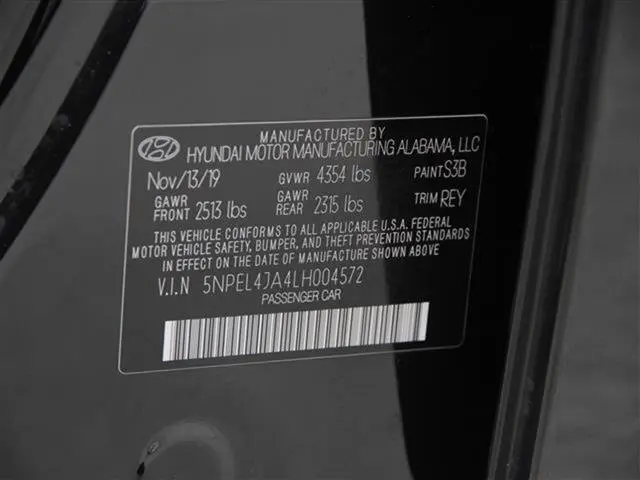 MANUFACTURED BY
HYUNDAI MOTOR MANUFACTURING ALABAMA, LLC
Nov/13/19 GVWR 4354 lbs PAINT S3B
GAWR FRONT 2513 lbs GAWR REAR 2315 lbs TRIM REY
THIS VEHICLE CONFORMS TO ALL APPLICABLE U.S.A. FEDERAL
MOTOR VEHICLE SAFETY, BUMPER, AND THEFT PREVENTION STANDARDS
IN EFFECT ON THE DATE OF MANUFACTURE SHOWN ABOVE
V.I.N 5NPEL4JA4LH004572
PASSENGER CAR